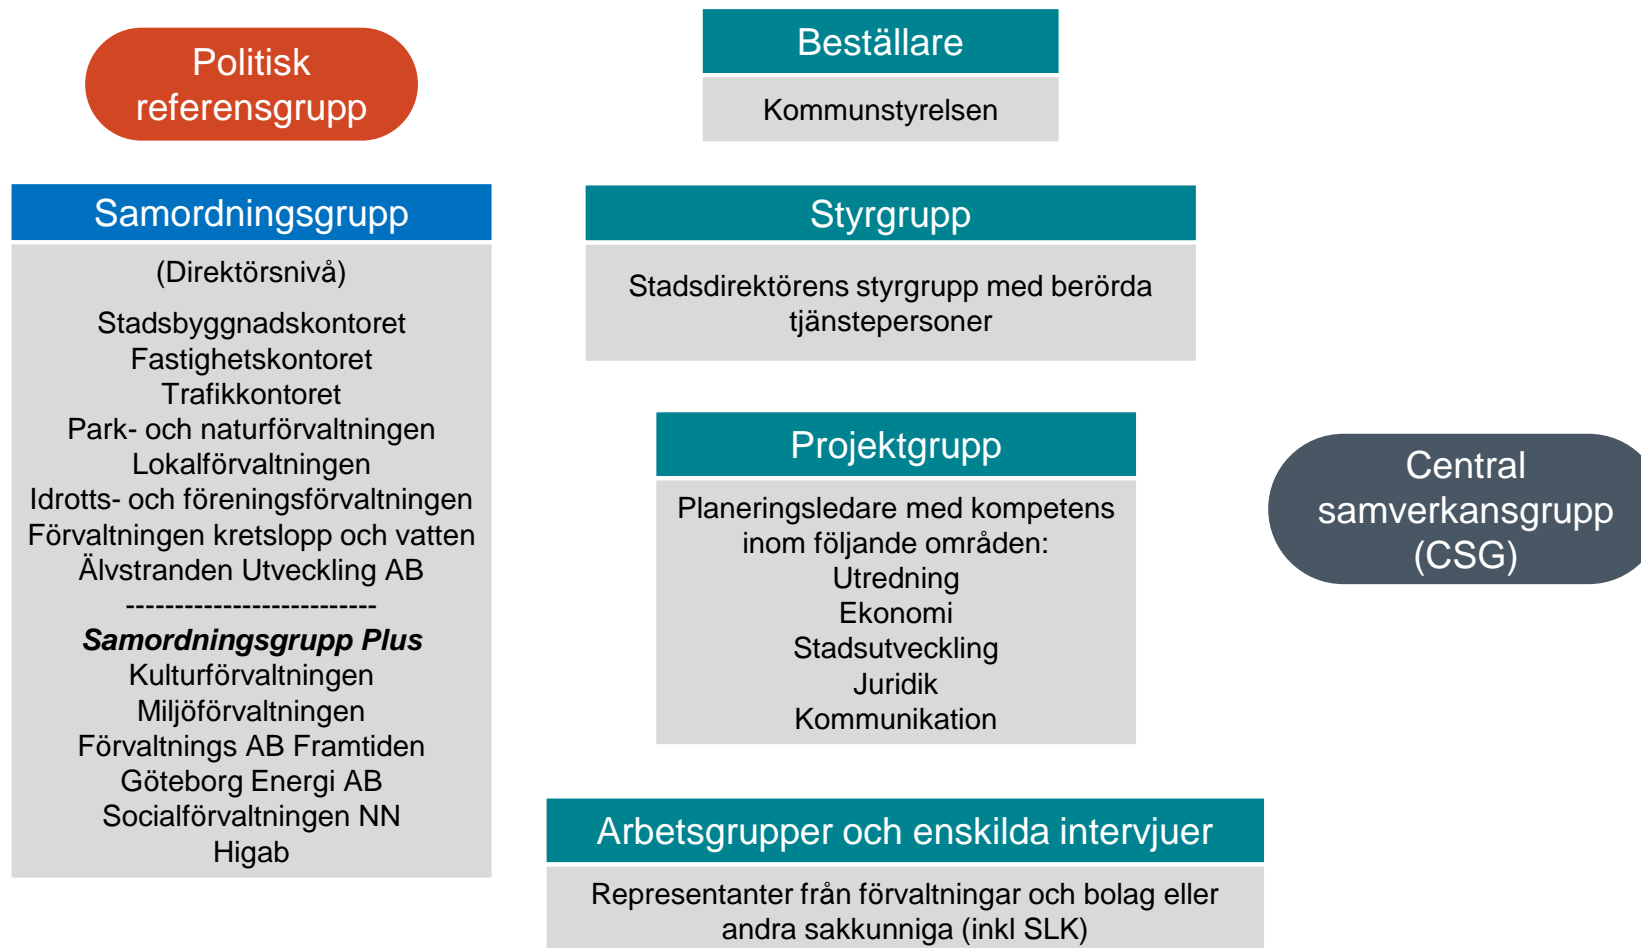 Politisk
referensgrupp
Beställare
Kommunstyrelsen
Samordningsgrupp
(Direktörsnivå)
Stadsbyggnadskontoret
Fastighetskontoret
Trafikkontoret
Park- och naturförvaltningen
Lokalförvaltningen
Idrotts- och föreningsförvaltningen
Förvaltningen kretslopp och vatten
Älvstranden Utveckling AB
--------------------------
Samordningsgrupp Plus
Kulturförvaltningen
Miljöförvaltningen
Förvaltnings AB Framtiden
Göteborg Energi AB
Socialförvaltningen NN
Higab
Styrgrupp
Stadsdirektörens styrgrupp med berörda
tjänstepersoner
Projektgrupp
Planeringsledare med kompetens
inom följande områden:
Utredning
Ekonomi
Stadsutveckling
Juridik
Kommunikation
Central
samverkansgrupp
(CSG)
Arbetsgrupper och enskilda intervjuer
Representanter från förvaltningar och bolag eller
andra sakkunniga (inkl SLK)